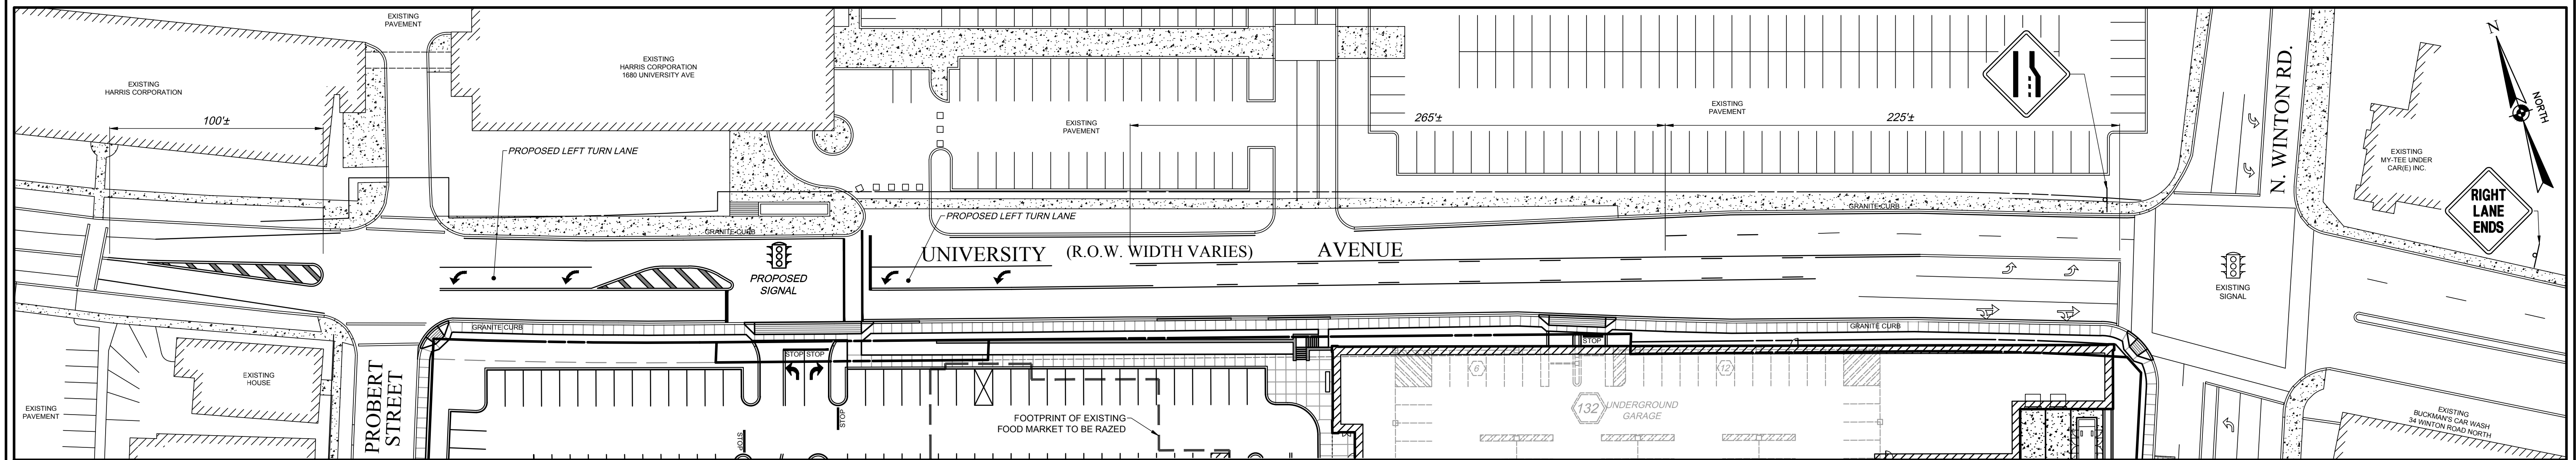 EXISTING
PAVEMENT
EXISTING
HARRIS CORPORATION
EXISTING
HARRIS CORPORATION
1680 UNIVERSITY AVE
100'±
PROPOSED LEFT TURN LANE
EXISTING
PAVEMENT
265'±
EXISTING
PAVEMENT
225'±
N. WINTON RD.
N
NORTH
EXISTING
MY-TEE UNDER
CAR(E) INC.
RIGHT
LANE
ENDS
PROPOSED LEFT TURN LANE
GRANITE CURB
GRANITE CURB
UNIVERSITY (R.O.W. WIDTH VARIES) AVENUE
PROPOSED
SIGNAL
EXISTING
SIGNAL
GRANITE CURB
GRANITE CURB
STOP STOP
STOP
EXISTING
HOUSE
EXISTING
PAVEMENT
PROBERT
STREET
STOP
STOP
FOOTPRINT OF EXISTING
FOOD MARKET TO BE RAZED
6
12
132 UNDERGROUND
GARAGE
EXISTING
BUCKMAN'S CAR WASH
34 WINTON ROAD NORTH